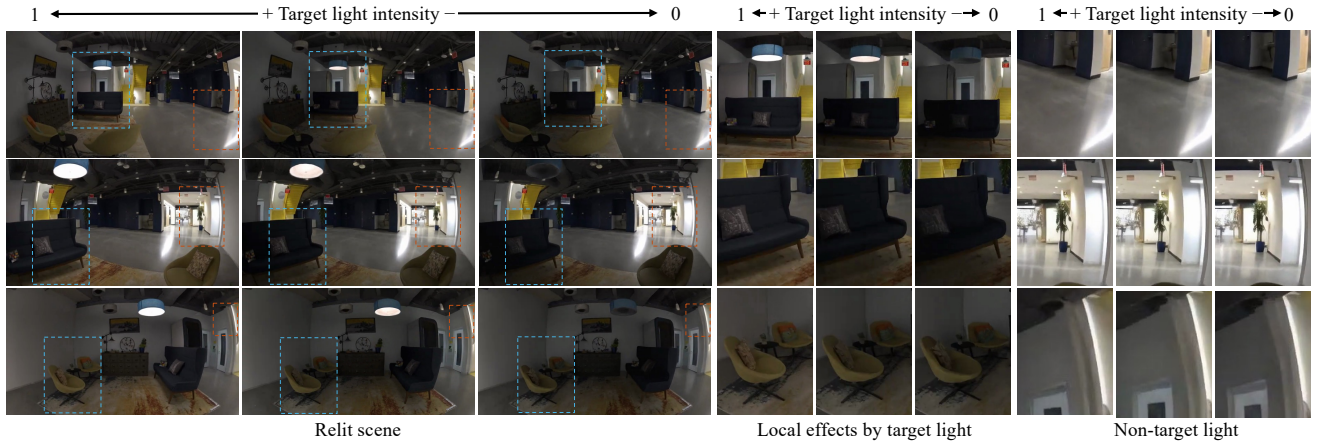 1 + Target light intensity − 0
1 + Target light intensity − 0
1 + Target light intensity − 0
Relit scene
Local effects by target light
Non-target light